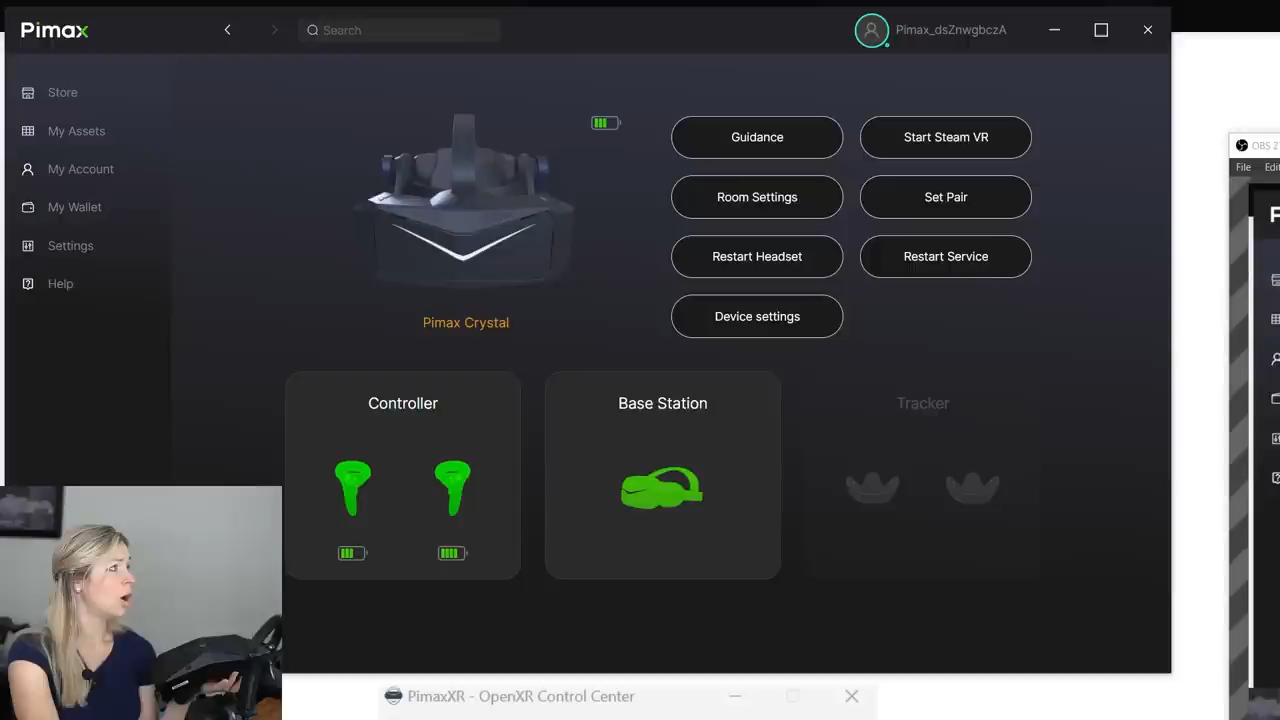 Pimax
Search
Pimax_dsZnwgbczA
Store
My Assets
My Account
My Wallet
Settings
Help
Guidance
Start Steam VR
Room Settings
Set Pair
Restart Headset
Restart Service
Device settings
Pimax Crystal
Controller
Base Station
Tracker
PimaxXR - OpenXR Control Center
OBS
File